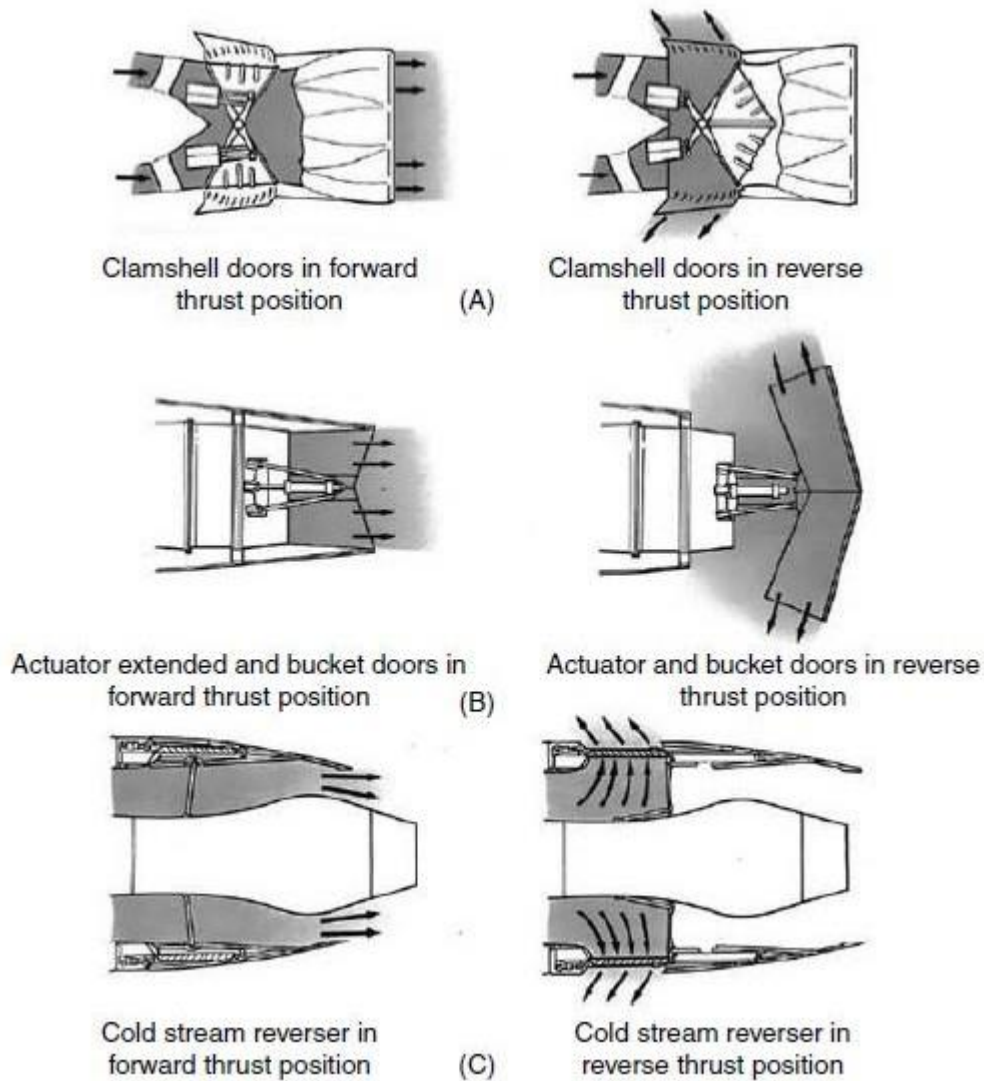 Clamshell doors in forward
thrust position
(A)
Clamshell doors in reverse
thrust position
Actuator extended and bucket doors in
forward thrust position
(B)
Actuator and bucket doors in reverse
thrust position
Cold stream reverser in
forward thrust position
(C)
Cold stream reverser in
reverse thrust position